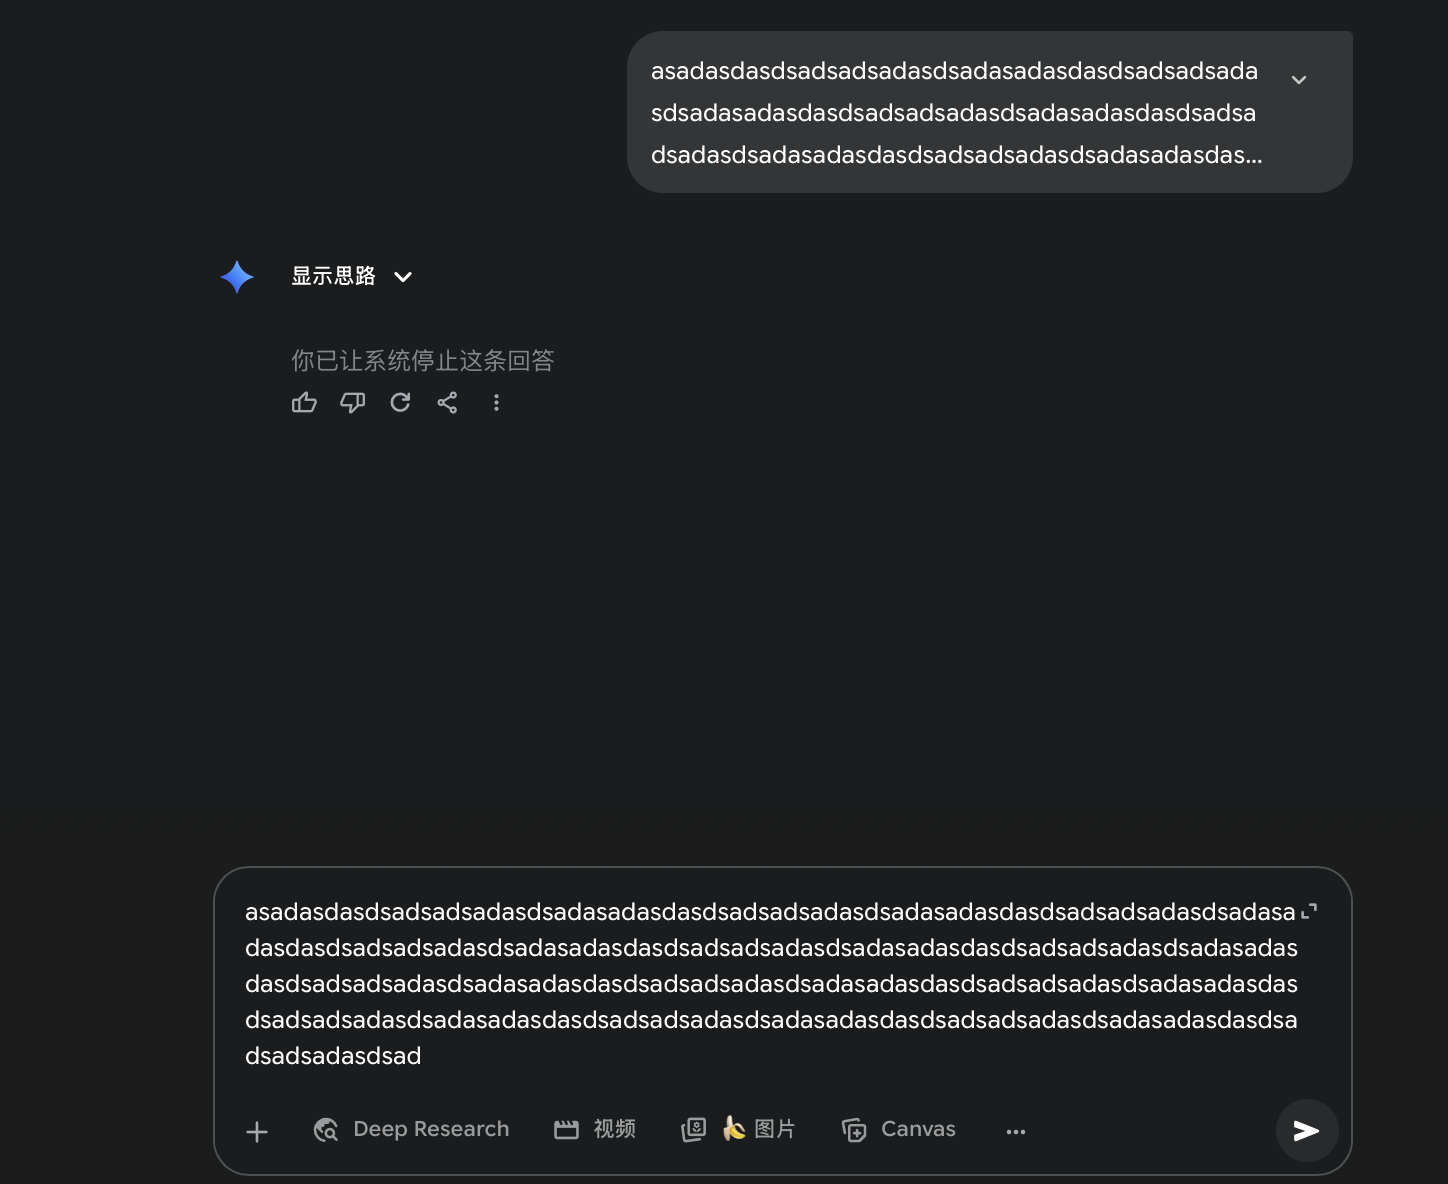 asadasdasdsadsadsadasdsadasadasdasdsadsadsada
sdsadasadasdasdsadsadsadasdsadasadasdasdsadsa
dsadasdsadasadasdasdsadsadsadasdsadasadasdas...
显示思路
你已让系统停止这条回答
asadasdasdsadsadsadasdsadasadasdasdsadsadsadasdsadasadasdasdsadsadsadasdsadasa
dasdasdsadsadsadasdsadasadasdasdsadsadsadasdsadasadasdasdsadsadsadasdsadasadas
dasdsadsadsadasdsadasadasdasdsadsadsadasdsadasadasdasdsadsadsadasdsadasadasdas
dsadsadsadasdsadasadasdasdsadsadsadasdsadasadasdasdsadsadsadasdsadasadasdasdsa
dsadsadasdsad
Deep Research 视频 图片 Canvas